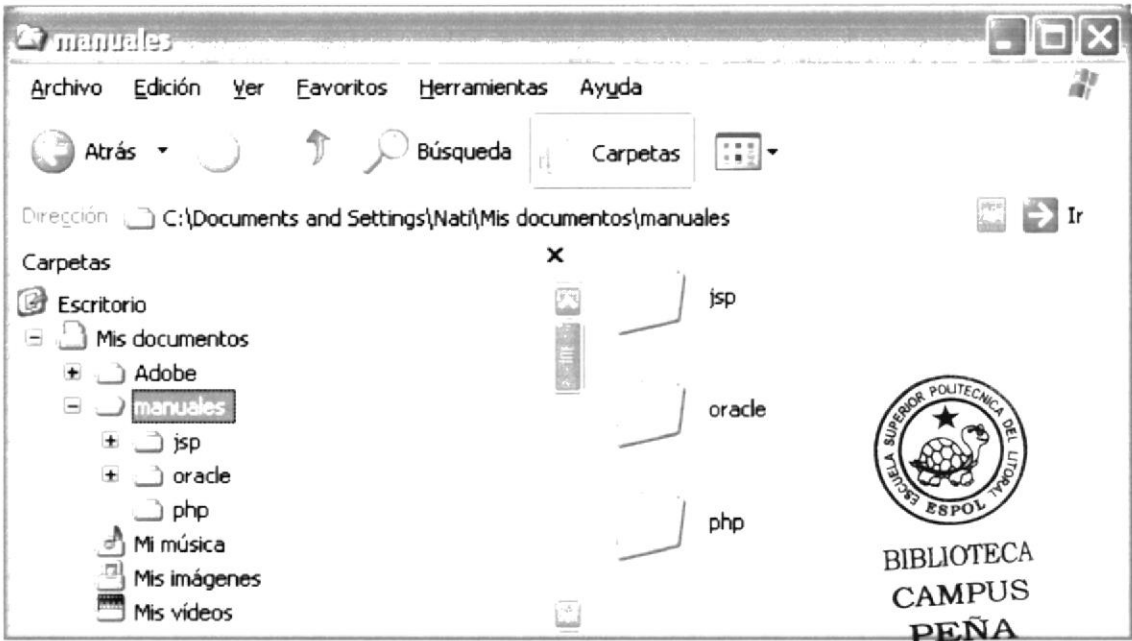 manuales
Archivo Edición Ver Favoritos Herramientas Ayuda
Atrás Búsqueda Carpetas
Dirección C:\Documents and Settings\Nati\Mis documentos\manuales Ir
Carpetas
Escritorio
Mis documentos
Adobe
manuales
jsp
oracle
php
Mi música
Mis imágenes
Mis vídeos
jsp
oracle
php
ESCUELA SUPERIOR POLITECNICA DEL LITORAL
ESPOL
BIBLIOTECA
CAMPUS
PEÑA